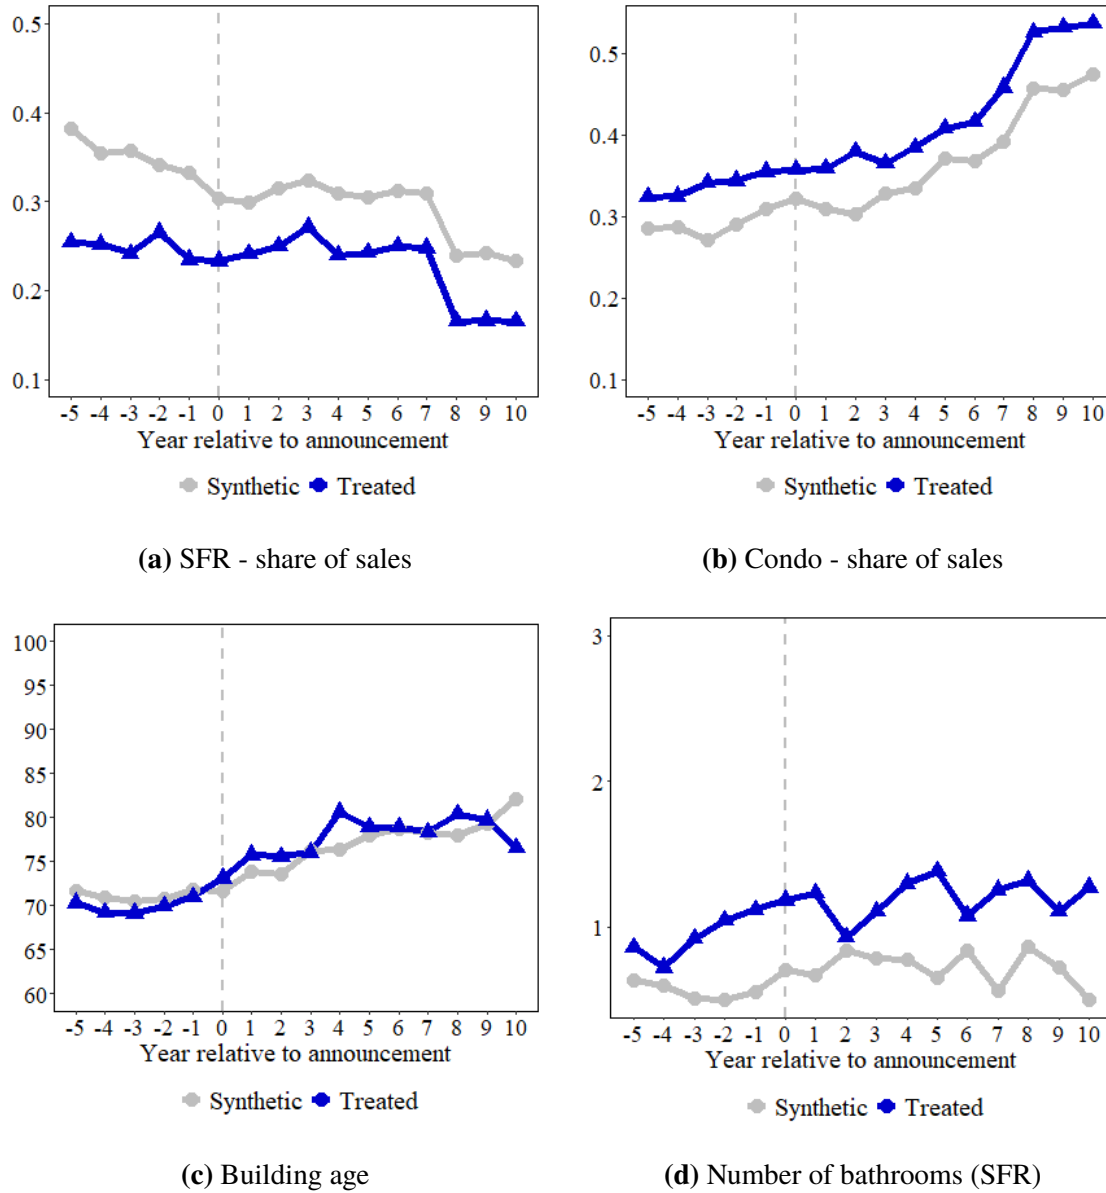 0.5
0.4
0.3
0.2
0.1
-5 -4 -3 -2 -1 0 1 2 3 4 5 6 7 8 9 10
Year relative to announcement
Synthetic Treated
(a) SFR - share of sales
0.5
0.4
0.3
0.2
0.1
-5 -4 -3 -2 -1 0 1 2 3 4 5 6 7 8 9 10
Year relative to announcement
Synthetic Treated
(b) Condo - share of sales
100
95
90
85
80
75
70
65
60
-5 -4 -3 -2 -1 0 1 2 3 4 5 6 7 8 9 10
Year relative to announcement
Synthetic Treated
(c) Building age
3
2
1
-5 -4 -3 -2 -1 0 1 2 3 4 5 6 7 8 9 10
Year relative to announcement
Synthetic Treated
(d) Number of bathrooms (SFR)